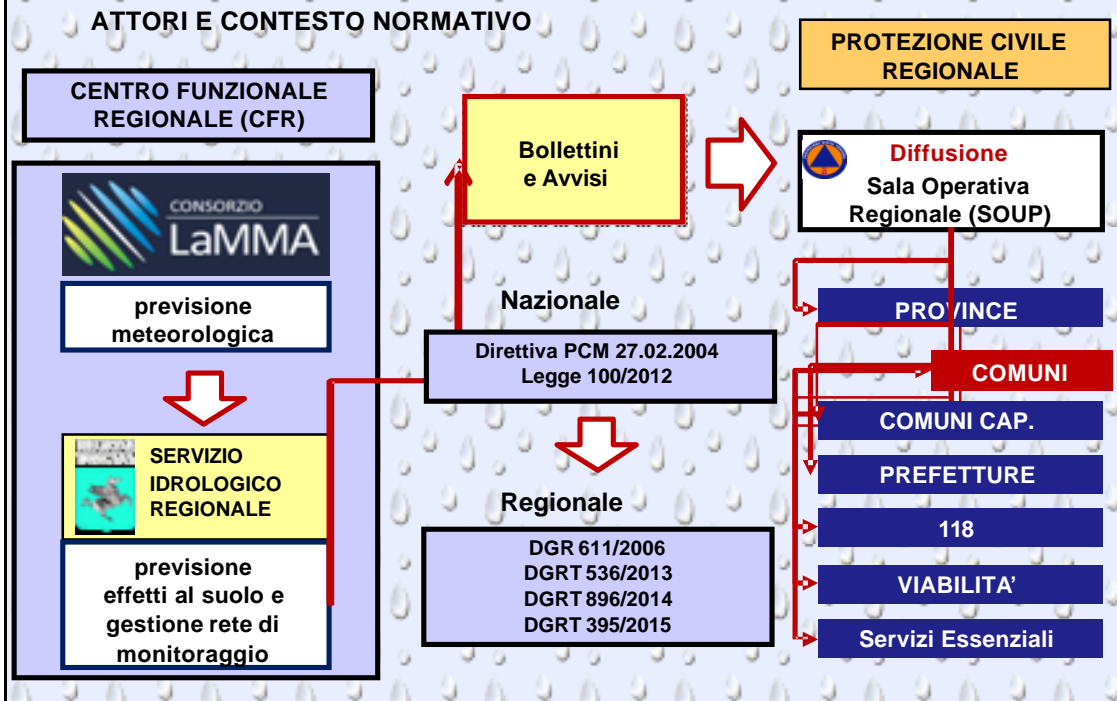 ATTORI E CONTESTO NORMATIVO
CENTRO FUNZIONALE
REGIONALE (CFR)
CONSORZIO
LaMMA
previsione
meteorologica
SERVIZIO
IDROLOGICO
REGIONALE
previsione
effetti al suolo e
gestione rete di
monitoraggio
Bollettini
e Avvisi
Nazionale
Direttiva PCM 27.02.2004
Legge 100/2012
Regionale
DGR 611/2006
DGRT 536/2013
DGRT 896/2014
DGRT 395/2015
PROTEZIONE CIVILE
REGIONALE
Diffusione
Sala Operativa
Regionale (SOUP)
PROVINCE
COMUNI
COMUNI CAP.
PREFETTURE
118
VIABILITA’
Servizi Essenziali